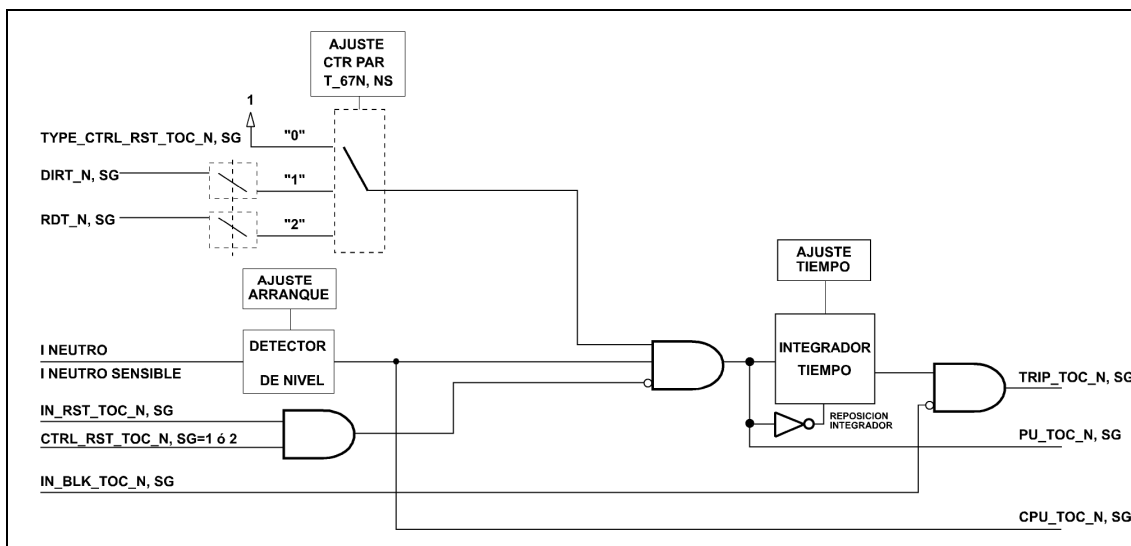 AJUSTE
CTR PAR
T_67N, NS
1
TYPE_CTRL_RST_TOC_N, SG
"0"
DIRT_N, SG
"1"
RDT_N, SG
"2"
AJUSTE
ARRANQUE
AJUSTE
TIEMPO
I NEUTRO
I NEUTRO SENSIBLE
DETECTOR
DE NIVEL
INTEGRADOR
TIEMPO
TRIP_TOC_N, SG
IN_RST_TOC_N, SG
REPOSICION
INTEGRADOR
CTRL_RST_TOC_N, SG=1 ó 2
PU_TOC_N, SG
IN_BLK_TOC_N, SG
CPU_TOC_N, SG